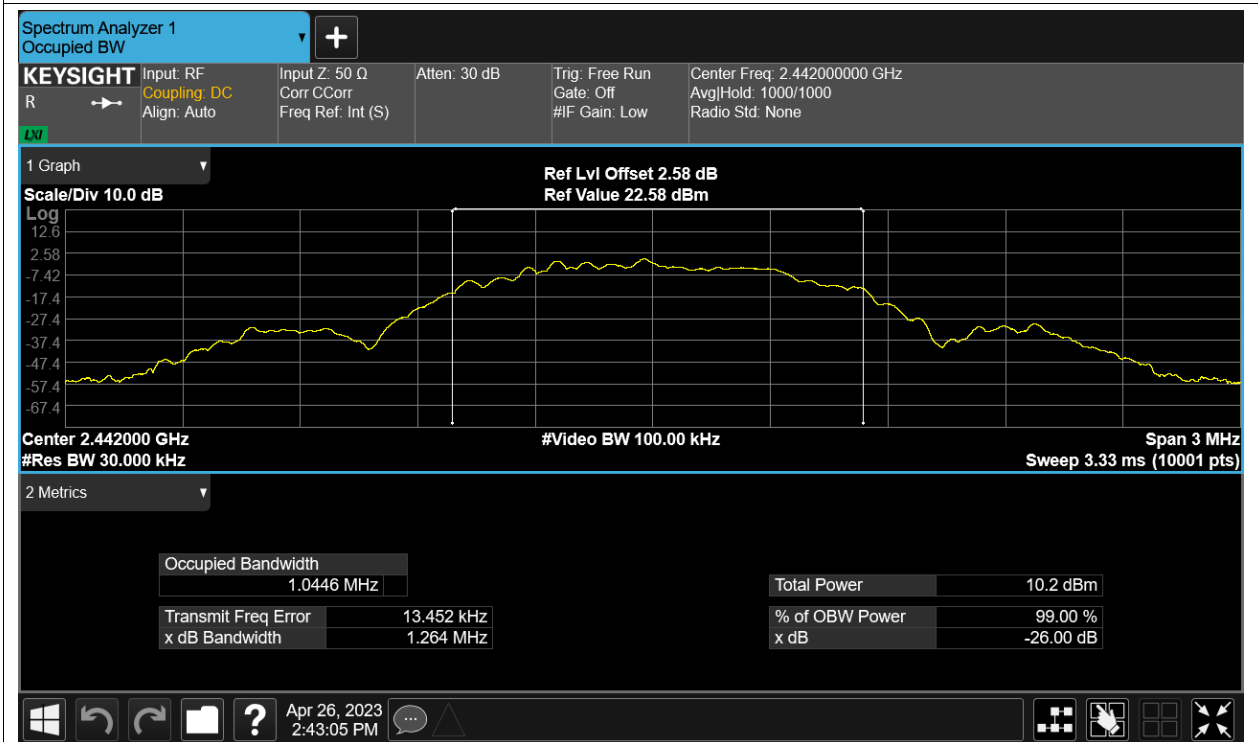 Spectrum Analyzer 1
Occupied BW
KEYSIGHT
R
LXI
Input: RF
Coupling: DC
Align: Auto
Input Z: 50 Ω
Corr CCorr
Freq Ref: Int (S)
Atten: 30 dB
Trig: Free Run
Gate: Off
#IF Gain: Low
Center Freq: 2.442000000 GHz
Avg|Hold: 1000/1000
Radio Std: None
1 Graph
Scale/Div 10.0 dB
Ref Lvl Offset 2.58 dB
Ref Value 22.58 dBm
Log
12.6
2.58
-7.42
-17.4
-27.4
-37.4
-47.4
-57.4
-67.4
Center 2.442000 GHz
#Res BW 30.000 kHz
#Video BW 100.00 kHz
Span 3 MHz
Sweep 3.33 ms (10001 pts)
2 Metrics
Occupied Bandwidth
1.0446 MHz
Transmit Freq Error 13.452 kHz
x dB Bandwidth 1.264 MHz
Total Power 10.2 dBm
% of OBW Power 99.00 %
x dB -26.00 dB
?
Apr 26, 2023
2:43:05 PM